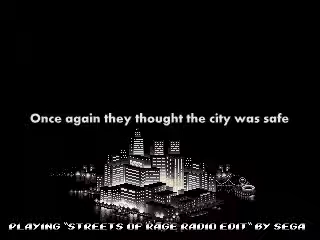 Once again they thought the city was safe
PLAYING "STREETS OF RAGE RADIO EDIT" BY SEGA